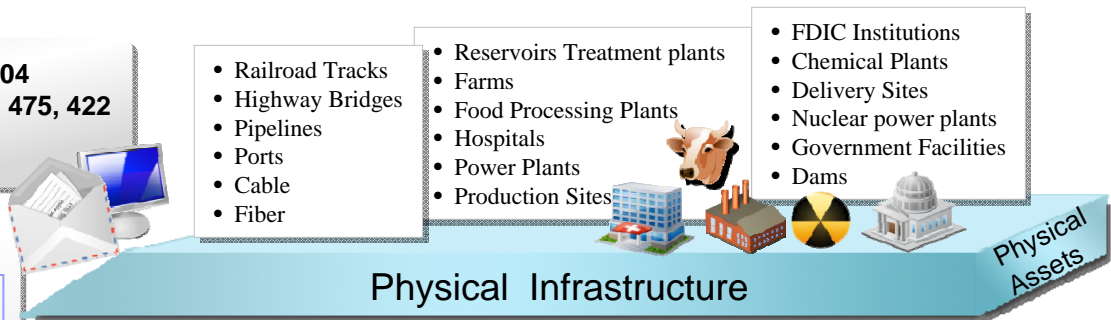 04
475, 422
• Railroad Tracks
• Highway Bridges
• Pipelines
• Ports
• Cable
• Fiber
• Reservoirs Treatment plants
• Farms
• Food Processing Plants
• Hospitals
• Power Plants
• Production Sites
• FDIC Institutions
• Chemical Plants
• Delivery Sites
• Nuclear power plants
• Government Facilities
• Dams
Physical Infrastructure
Physical
Assets